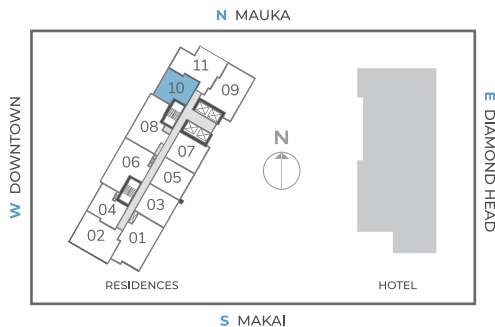 N MAUKA
W DOWNTOWN
E DIAMOND HEAD
11
10
09
08
07
06
05
04
03
02
01
N
RESIDENCES
HOTEL
S MAKAI